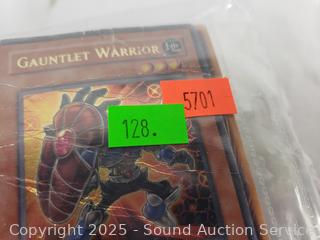 GAUNTLET WARRIOR
5701
128.
Copyright 2025 - Sound Auction Service